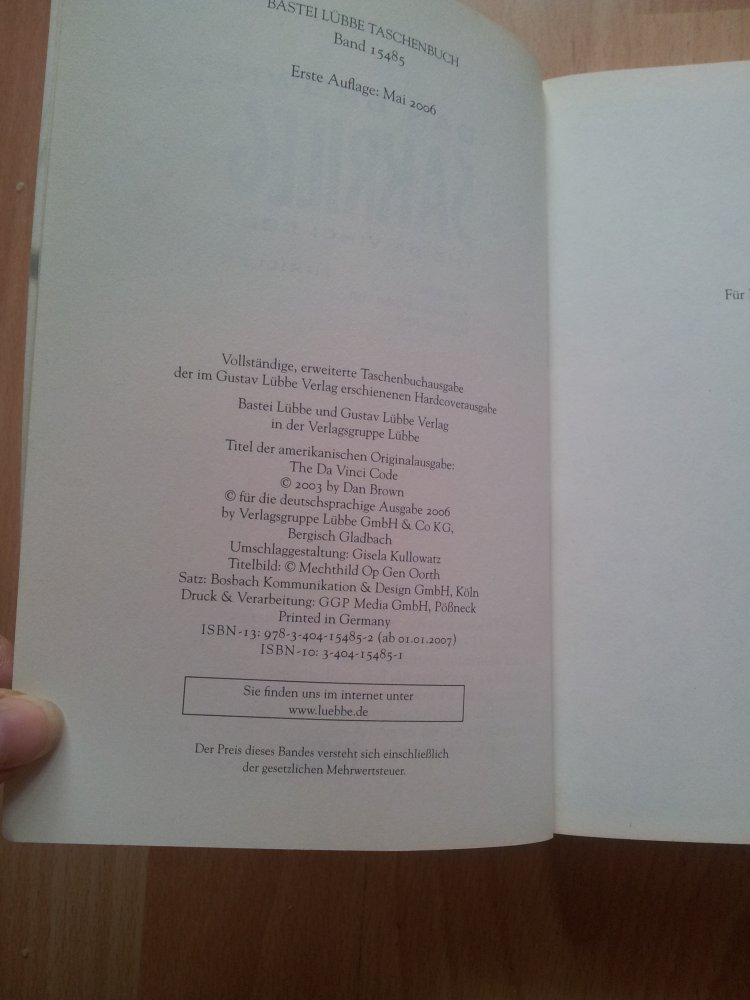 BASTEI LÜBBE TASCHENBUCH
Band 15485
Erste Auflage: Mai 2006
Vollständige, erweiterte Taschenbuchausgabe
der im Gustav Lübbe Verlag erschienenen Hardcoverausgabe
Bastei Lübbe und Gustav Lübbe Verlag
in der Verlagsgruppe Lübbe
Titel der amerikanischen Originalausgabe:
The Da Vinci Code
© 2003 by Dan Brown
© für die deutschsprachige Ausgabe 2006
by Verlagsgruppe Lübbe GmbH & Co KG,
Bergisch Gladbach
Umschlaggestaltung: Gisela Kullowatz
Titelbild: © Mechthild Op Gen Oorth
Satz: Bosbach Kommunikation & Design GmbH, Köln
Druck & Verarbeitung: GGP Media GmbH, Pößneck
Printed in Germany
ISBN-13: 978-3-404-15485-2 (ab 01.01.2007)
ISBN-10: 3-404-15485-1
Sie finden uns im internet unter
www.luebbe.de
Der Preis dieses Bandes versteht sich einschließlich
der gesetzlichen Mehrwertsteuer.
Für